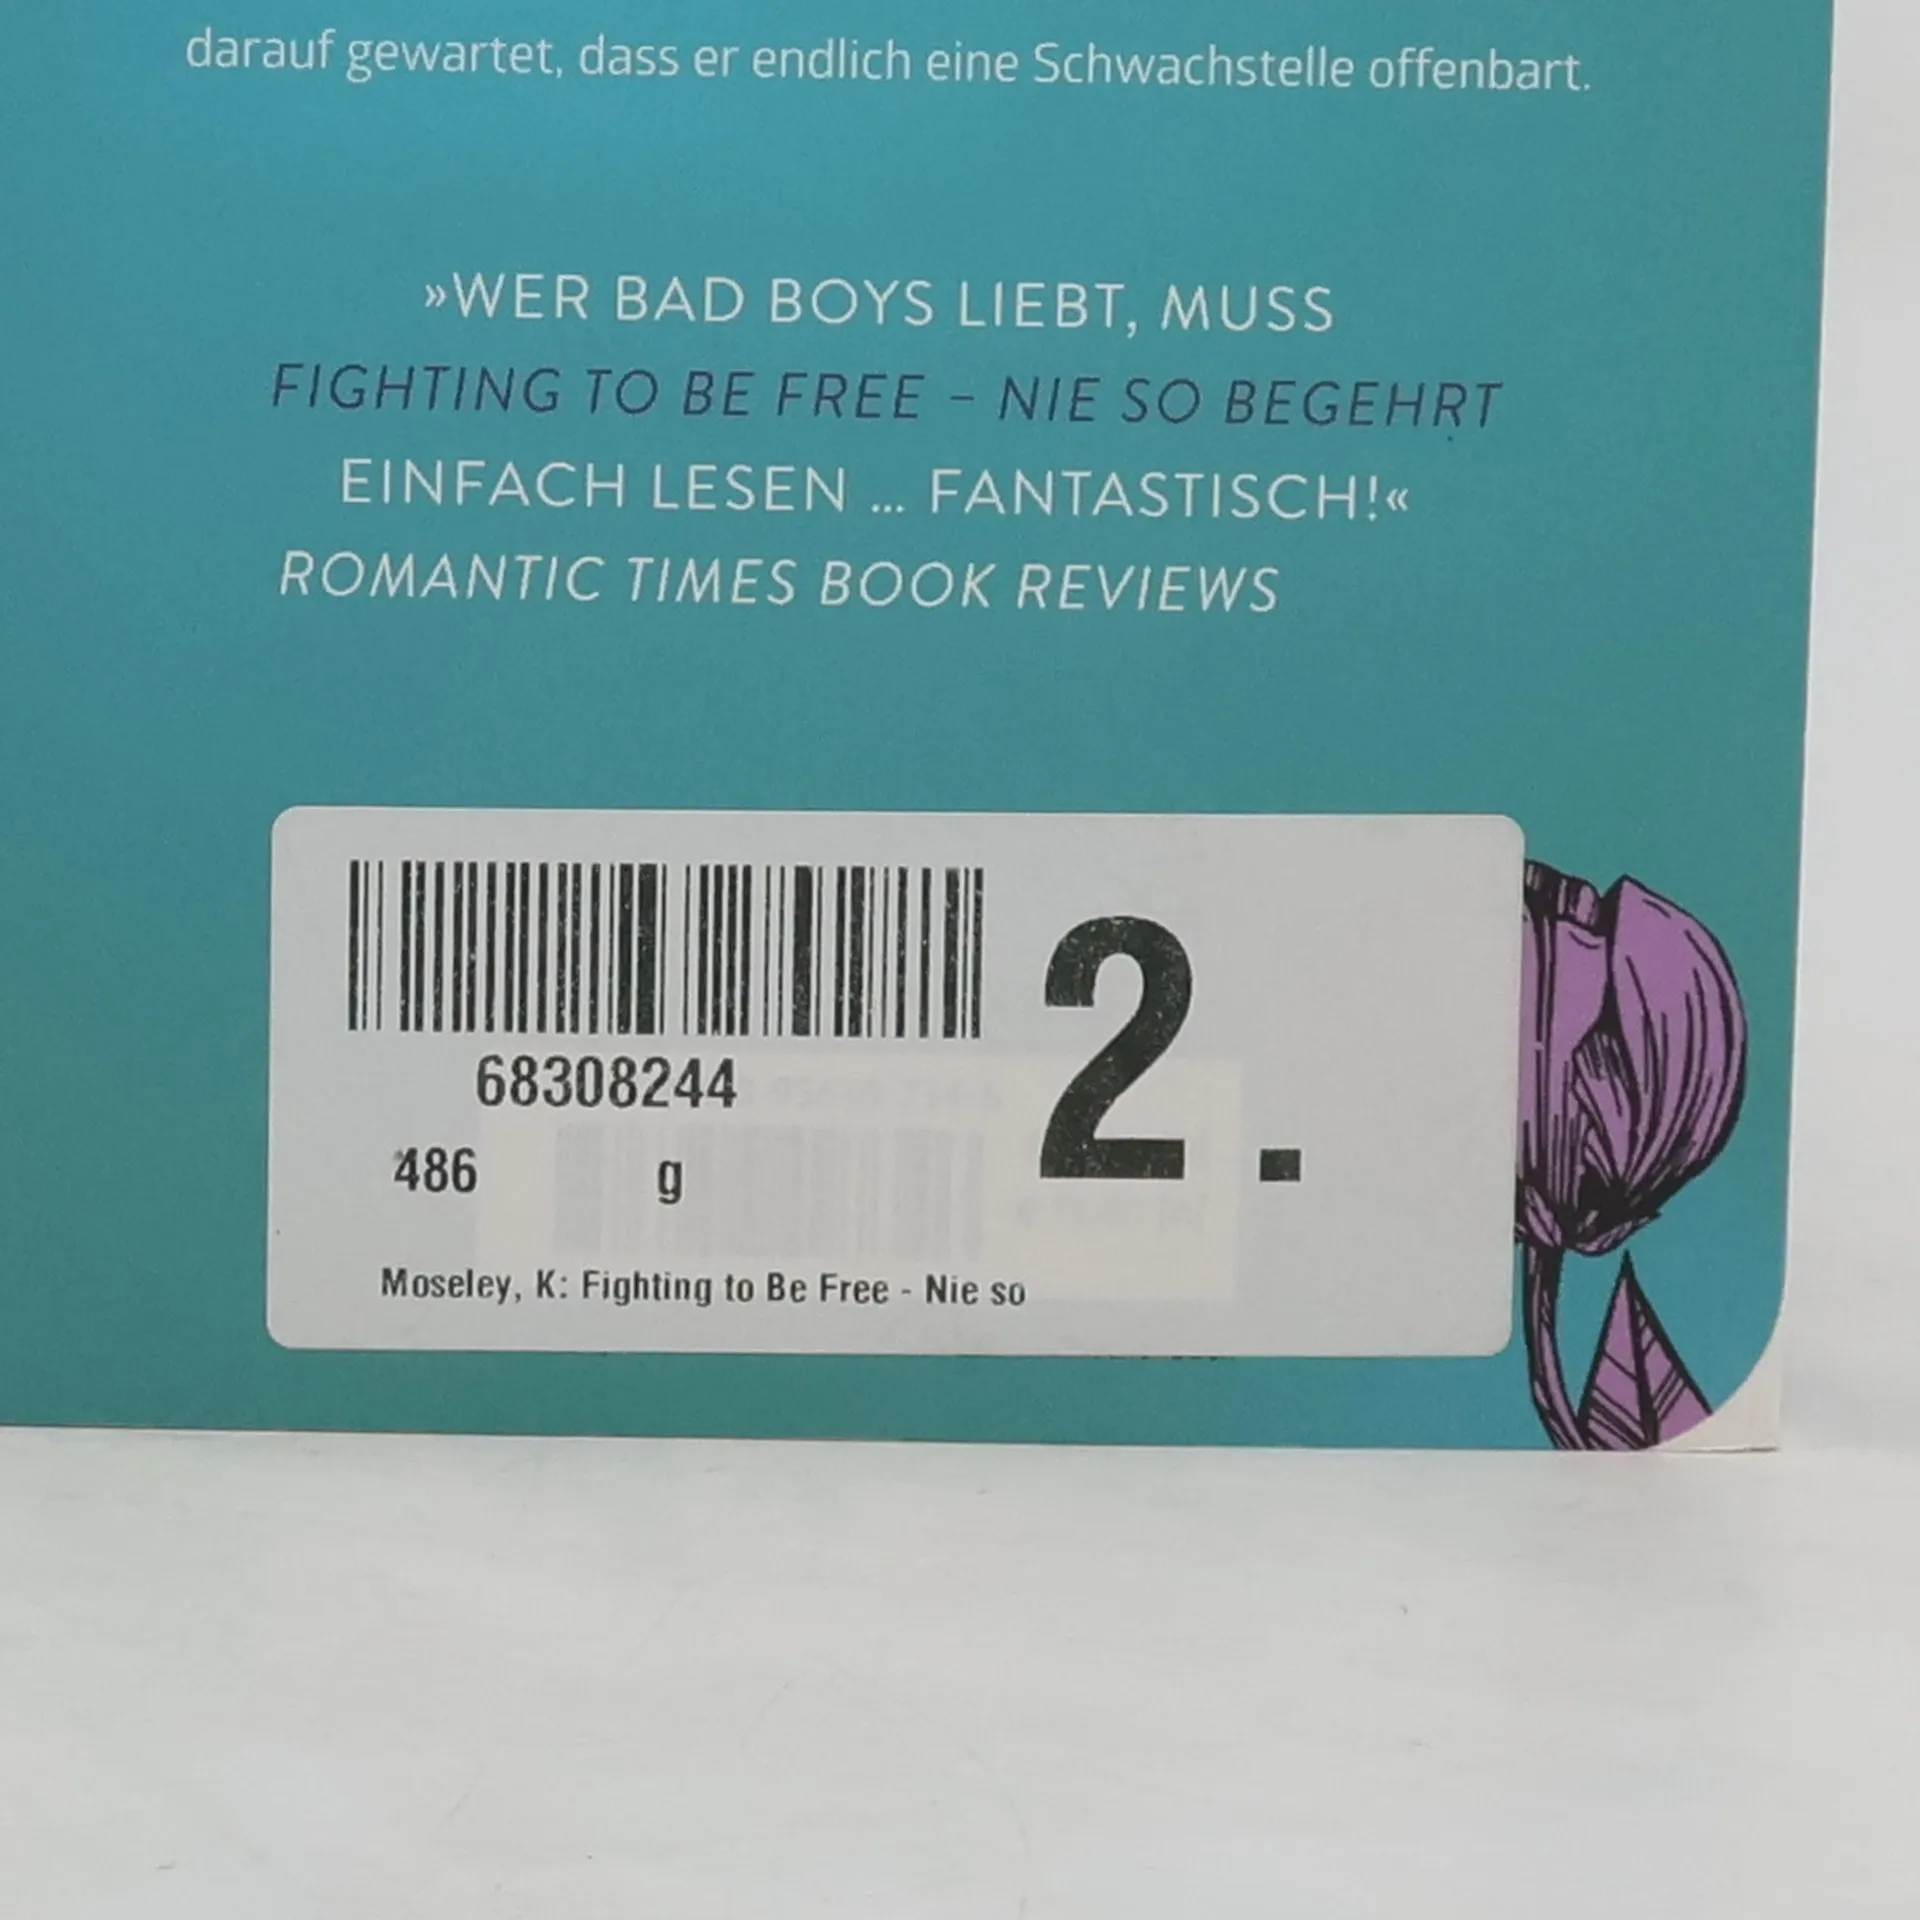 darauf gewartet, dass er endlich eine Schwachstelle offenbart.
»WER BAD BOYS LIEBT, MUSS
FIGHTING TO BE FREE – NIE SO BEGEHRT
EINFACH LESEN ... FANTASTISCH!«
ROMANTIC TIMES BOOK REVIEWS
68308244
2.
486 g
Moseley, K: Fighting to Be Free - Nie so